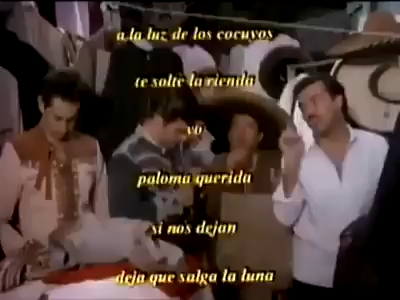 a la luz de los cocuyos
te solté la rienda
yo
paloma querida
si nos dejan
deja que salga la luna